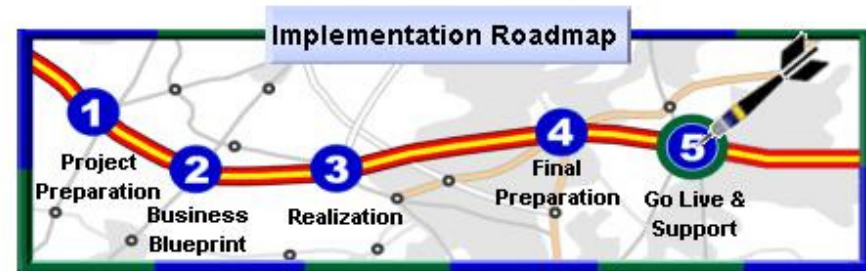 Implementation Roadmap
1
Project
Preparation
2
Business
Blueprint
3
Realization
4
Final
Preparation
5
Go Live &
Support